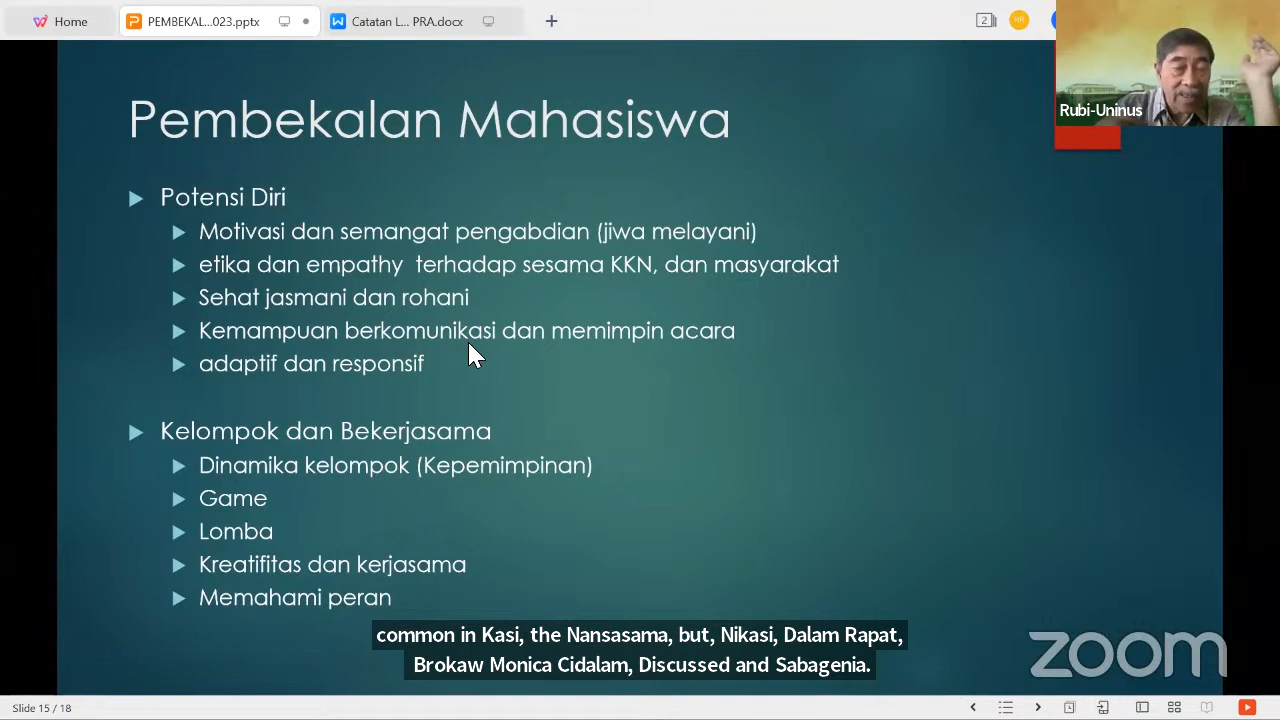 Home
PEMBEKAL...023.pptx
Catatan L... PRA.docx
2
RR
Rubi-Uninus
Pembekalan Mahasiswa
Potensi Diri
Motivasi dan semangat pengabdian (jiwa melayani)
etika dan empathy terhadap sesama KKN, dan masyarakat
Sehat jasmani dan rohani
Kemampuan berkomunikasi dan memimpin acara
adaptif dan responsif
Kelompok dan Bekerjasama
Dinamika kelompok (Kepemimpinan)
Game
Lomba
Kreatifitas dan kerjasama
Memahami peran
common in Kasi, the Nansasama, but, Nikasi, Dalam Rapat,
Brokaw Monica Cidalam, Discussed and Sabagenia.
zoom
Slide 15 / 18